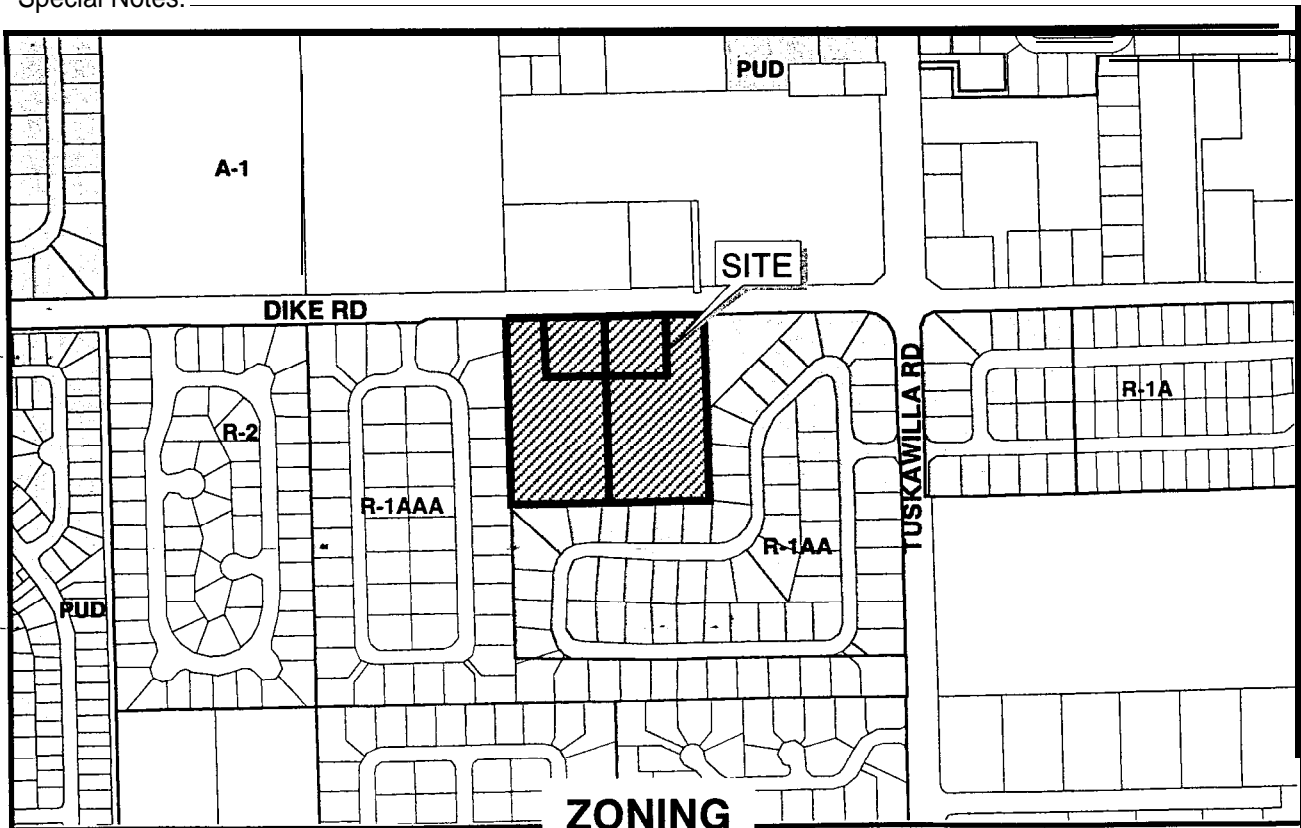 Special Notes:
PUD
A-1
SITE
DIKE RD
TUSKAWILLA RD
R-1A
R-2
R-1AAA
R-1AA
PUD
ZONING